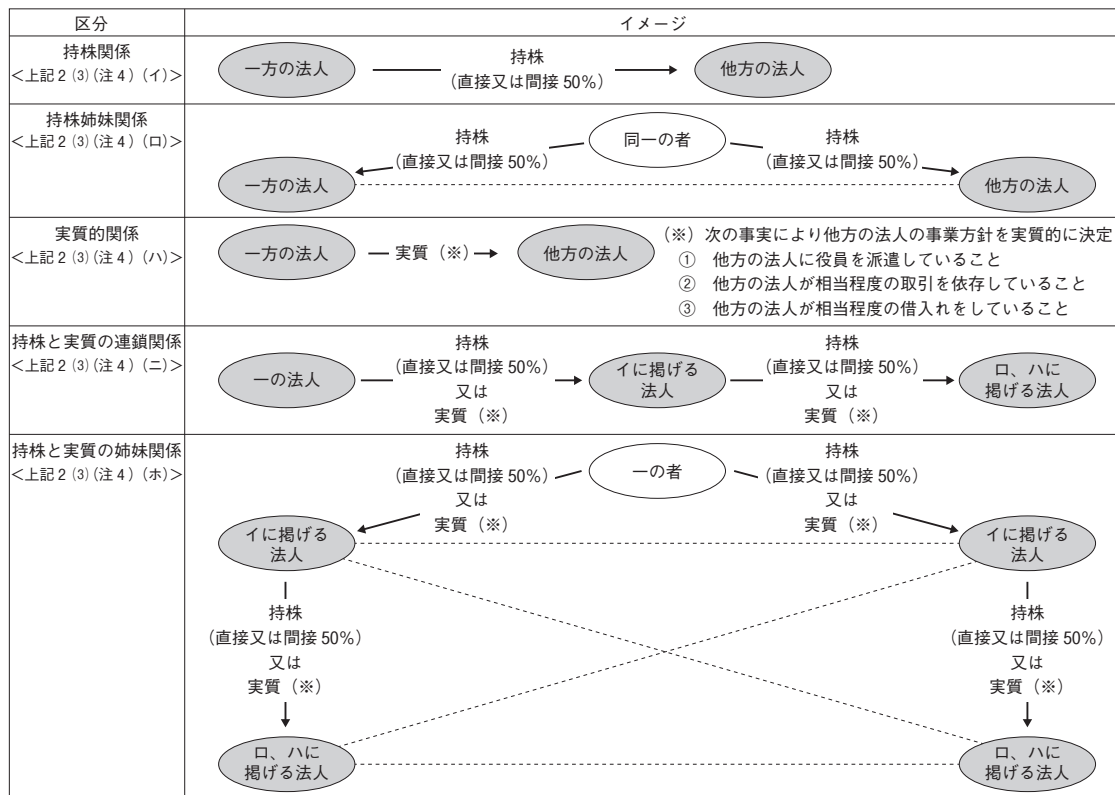 区分
イメージ
持株関係
<上記2(3)(注4)(イ)>
一方の法人
持株
(直接又は間接50%)
他方の法人
持株姉妹関係
<上記2(3)(注4)(ロ)>
持株
(直接又は間接50%)
同一の者
持株
(直接又は間接50%)
一方の法人
他方の法人
実質的関係
<上記2(3)(注4)(ハ)>
一方の法人
実質(※)
他方の法人
(※)次の事実により他方の法人の事業方針を実質的に決定
① 他方の法人に役員を派遣していること
② 他方の法人が相当程度の取引を依存していること
③ 他方の法人が相当程度の借入れをしていること
持株と実質の連鎖関係
<上記2(3)(注4)(ニ)>
一の法人
持株
(直接又は間接50%)
又は
実質(※)
イに掲げる
法人
持株
(直接又は間接50%)
又は
実質(※)
ロ、ハに
掲げる法人
持株と実質の姉妹関係
<上記2(3)(注4)(ホ)>
持株
(直接又は間接50%)
又は
実質(※)
一の者
持株
(直接又は間接50%)
又は
実質(※)
イに掲げる
法人
イに掲げる
法人
持株
(直接又は間接50%)
又は
実質(※)
持株
(直接又は間接50%)
又は
実質(※)
ロ、ハに
掲げる法人
ロ、ハに
掲げる法人